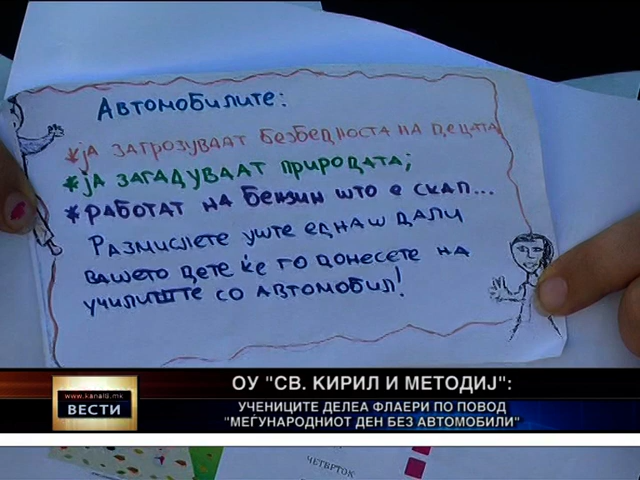 Автомобилите:
*ја загрозуваат безбедноста на децата
*ја загадуваат природата;
*работат на бензин што е скап...
Размислете уште еднаш дали
вашето дете ќе го донесете на
училиште со автомобил!
ОУ "СВ. КИРИЛ И МЕТОДИЈ":
www.kanal8.mk
ВЕСТИ
УЧЕНИЦИТЕ ДЕЛЕА ФЛАЕРИ ПО ПОВОД
"МЕЃУНАРОДНИОТ ДЕН БЕЗ АВТОМОБИЛИ"
ЧЕТВРТОК